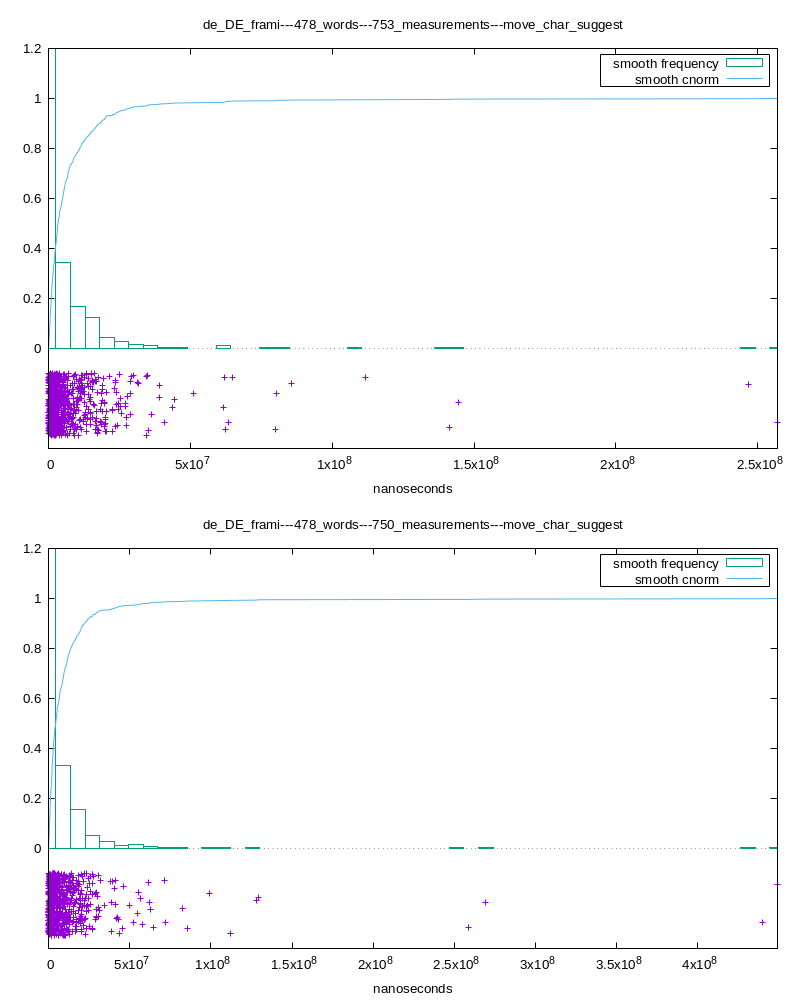 de_DE_frami---478_words---753_measurements---move_char_suggest
1.2
smooth frequency
smooth cnorm
1
0.8
0.6
0.4
0.2
0
0 5x10^7 1x10^8 1.5x10^8 2x10^8 2.5x10^8
nanoseconds
de_DE_frami---478_words---750_measurements---move_char_suggest
1.2
smooth frequency
smooth cnorm
1
0.8
0.6
0.4
0.2
0
0 5x10^7 1x10^8 1.5x10^8 2x10^8 2.5x10^8 3x10^8 3.5x10^8 4x10^8
nanoseconds